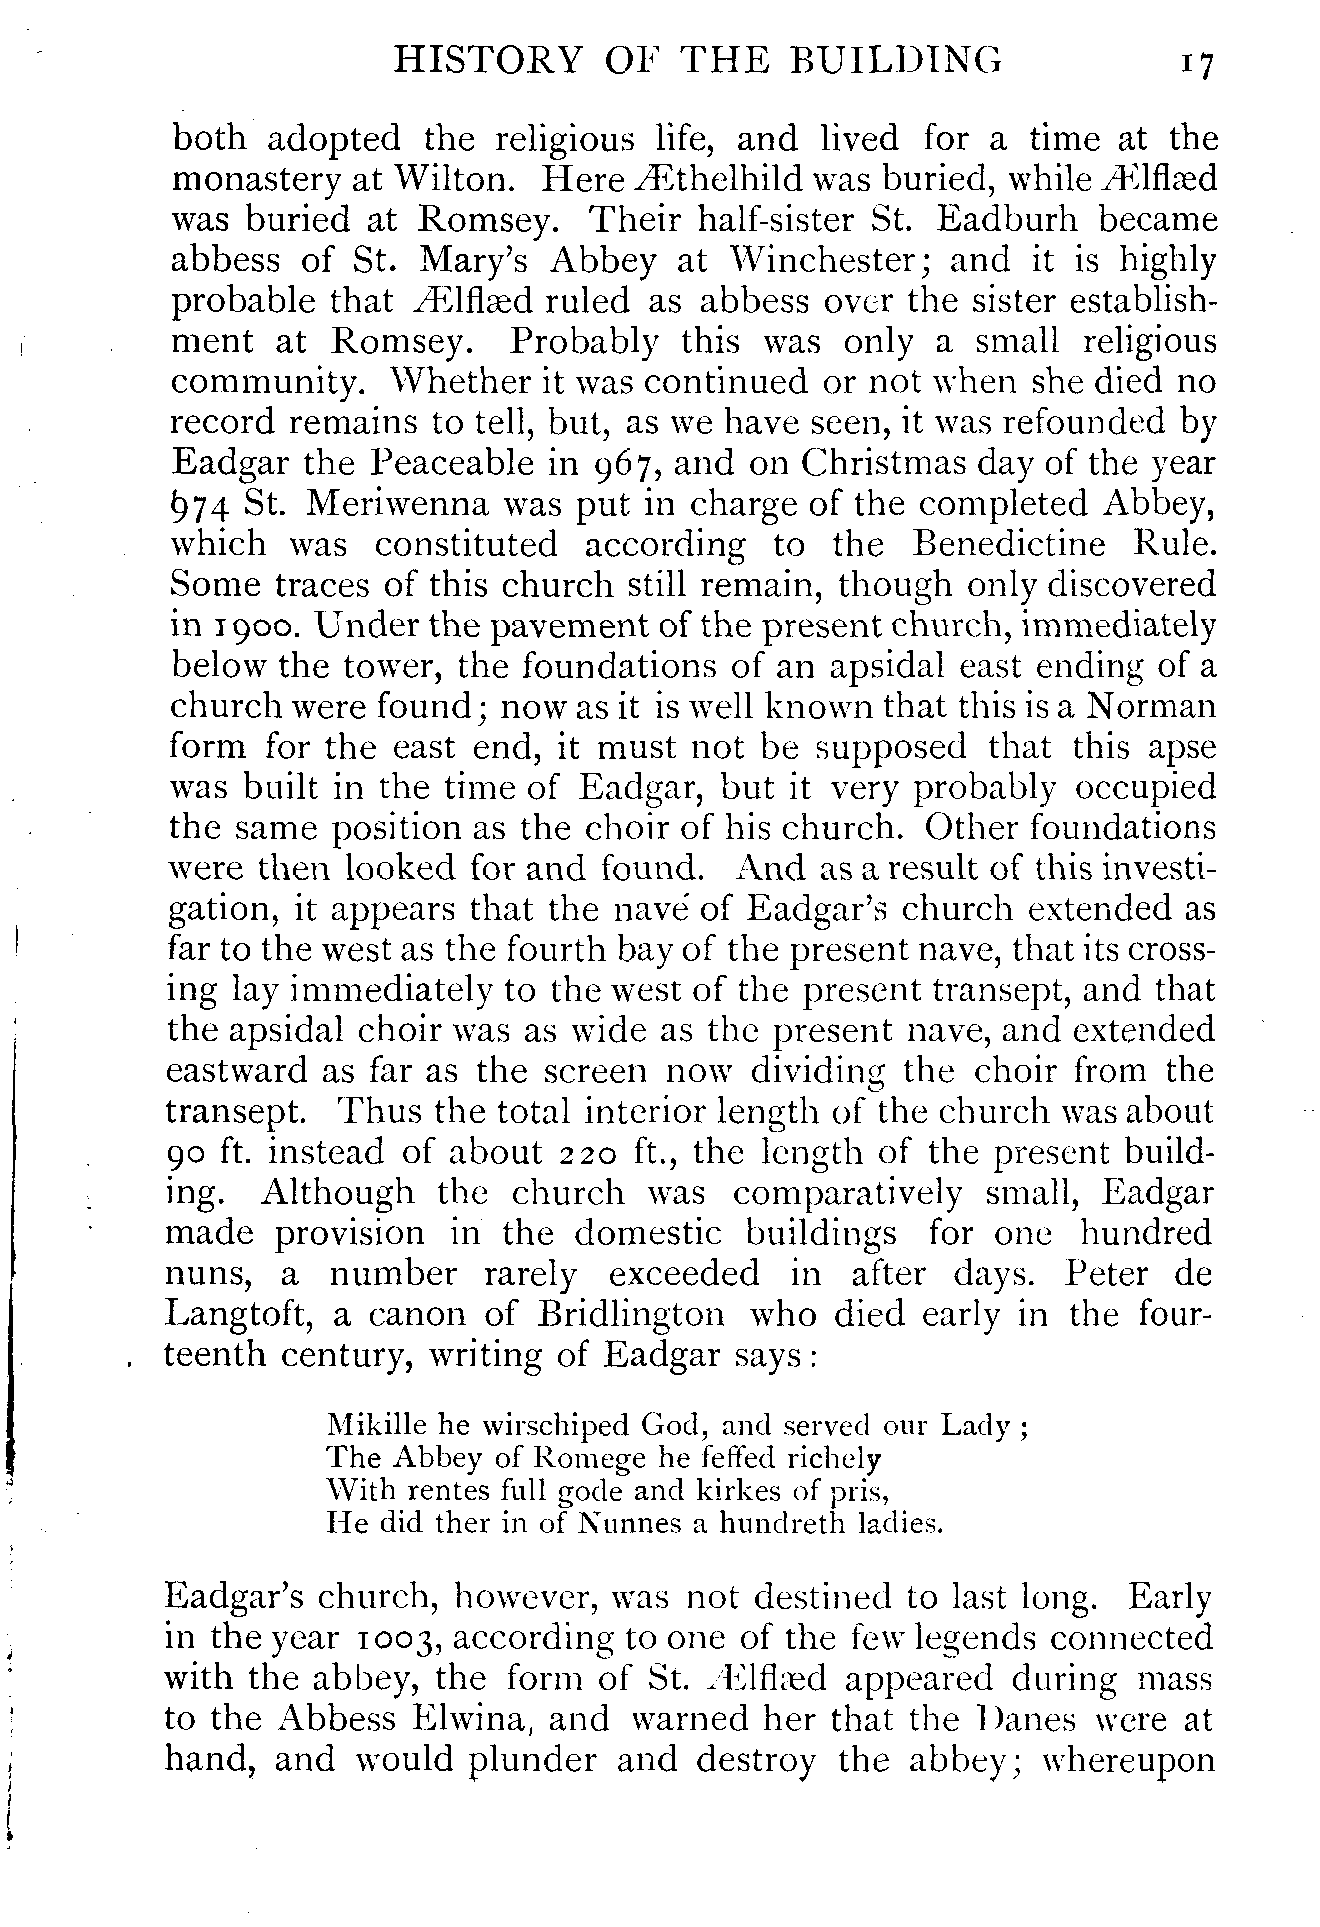 HISTORY OF THE BUILDING 17
both adopted the religious life, and lived for a time at the
monastery at Wilton. Here Æthelhild was buried, while Ælflæd
was buried at Romsey. Their half-sister St. Eadburh became
abbess of St. Mary's Abbey at Winchester; and it is highly
probable that Ælflæd ruled as abbess over the sister establish-
ment at Romsey. Probably this was only a small religious
community. Whether it was continued or not when she died no
record remains to tell, but, as we have seen, it was refounded by
Eadgar the Peaceable in 967, and on Christmas day of the year
974 St. Meriwenna was put in charge of the completed Abbey,
which was constituted according to the Benedictine Rule.
Some traces of this church still remain, though only discovered
in 1900. Under the pavement of the present church, immediately
below the tower, the foundations of an apsidal east ending of a
church were found; now as it is well known that this is a Norman
form for the east end, it must not be supposed that this apse
was built in the time of Eadgar, but it very probably occupied
the same position as the choir of his church. Other foundations
were then looked for and found. And as a result of this investi-
gation, it appears that the nave of Eadgar's church extended as
far to the west as the fourth bay of the present nave, that its cross-
ing lay immediately to the west of the present transept, and that
the apsidal choir was as wide as the present nave, and extended
eastward as far as the screen now dividing the choir from the
transept. Thus the total interior length of the church was about
90 ft. instead of about 220 ft., the length of the present build-
ing. Although the church was comparatively small, Eadgar
made provision in the domestic buildings for one hundred
nuns, a number rarely exceeded in after days. Peter de
Langtoft, a canon of Bridlington who died early in the four-
teenth century, writing of Eadgar says:
Mikille he wirschiped God, and served our Lady;
The Abbey of Romege he feffed richely
With rentes full gode and kirkes of pris,
He did ther in of Nunnes a hundreth ladies.
Eadgar's church, however, was not destined to last long. Early
in the year 1003, according to one of the few legends connected
with the abbey, the form of St. Ælflæd appeared during mass
to the Abbess Elwina, and warned her that the Danes were at
hand, and would plunder and destroy the abbey; whereupon